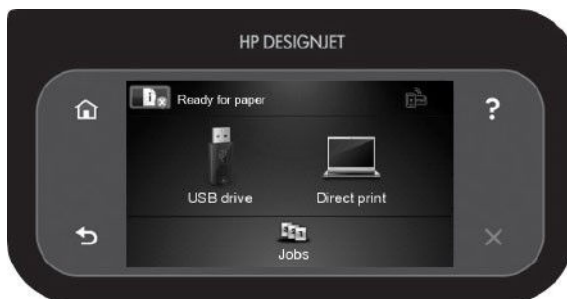 HP DESIGNJET
Ready for paper
USB drive
Direct print
Jobs
?